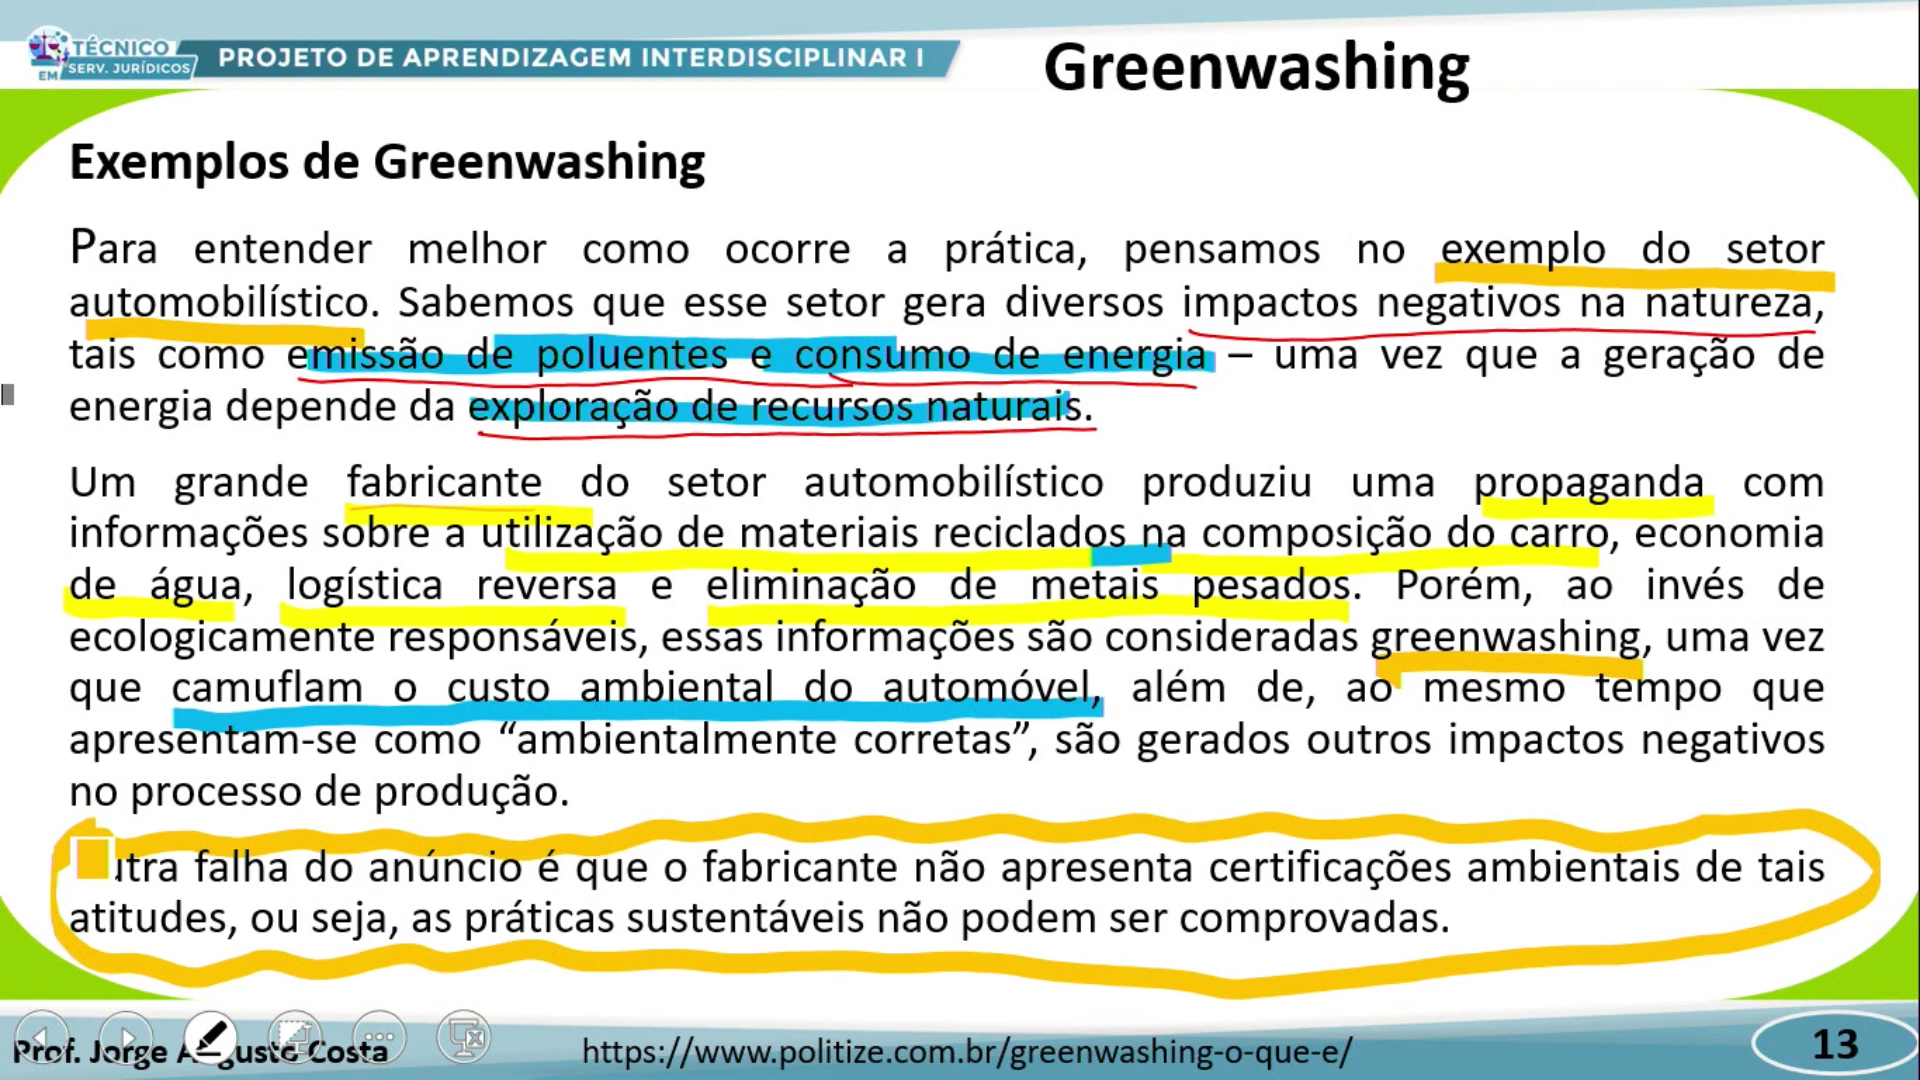 TÉCNICO
EM SERV. JURÍDICOS
PROJETO DE APRENDIZAGEM INTERDISCIPLINAR I
Greenwashing
Exemplos de Greenwashing
Para entender melhor como ocorre a prática, pensamos no exemplo do setor
automobilístico. Sabemos que esse setor gera diversos impactos negativos na natureza,
tais como emissão de poluentes e consumo de energia – uma vez que a geração de
energia depende da exploração de recursos naturais.
Um grande fabricante do setor automobilístico produziu uma propaganda com
informações sobre a utilização de materiais reciclados na composição do carro, economia
de água, logística reversa e eliminação de metais pesados. Porém, ao invés de
ecologicamente responsáveis, essas informações são consideradas greenwashing, uma vez
que camuflam o custo ambiental do automóvel, além de, ao mesmo tempo que
apresentam-se como “ambientalmente corretas”, são gerados outros impactos negativos
no processo de produção.
utra falha do anúncio é que o fabricante não apresenta certificações ambientais de tais
atitudes, ou seja, as práticas sustentáveis não podem ser comprovadas.
Prof. Jorge Augusto Costa
https://www.politize.com.br/greenwashing-o-que-e/
13